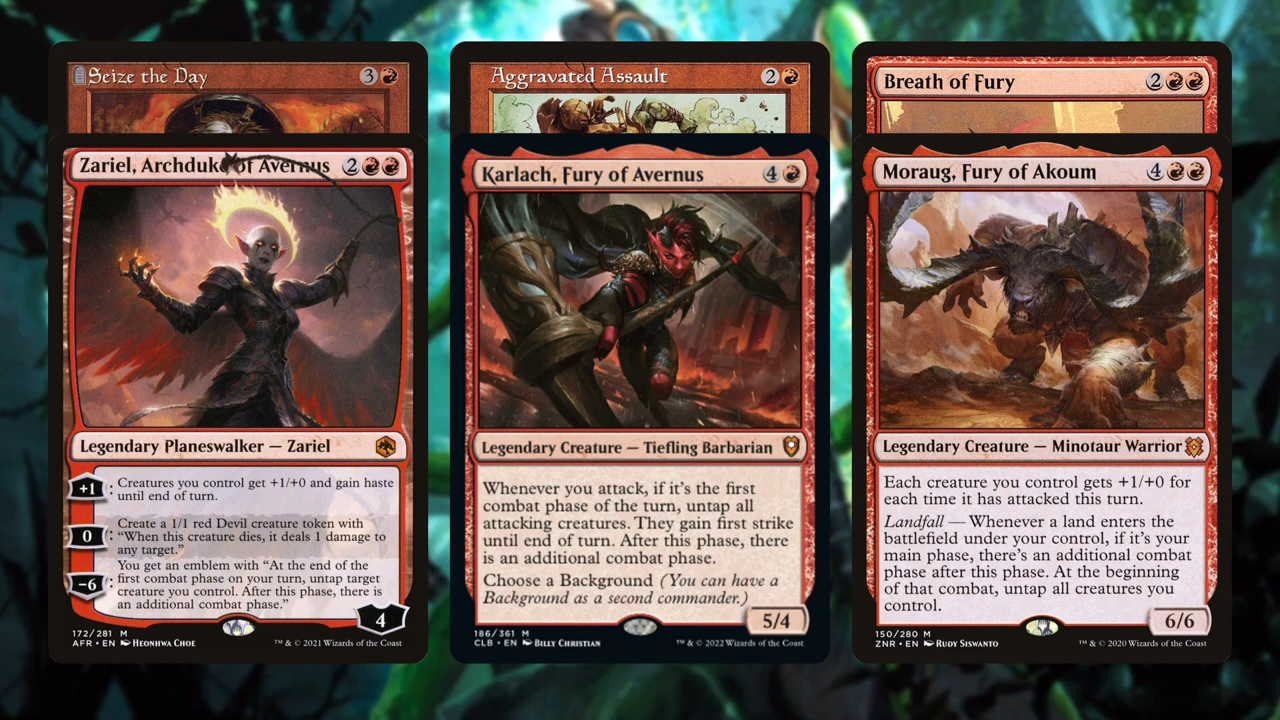 Seize the Day 3
Zariel, Archduke of Avernus 2
Legendary Planeswalker — Zariel
+1: Creatures you control get +1/+0 and gain haste
until end of turn.
0: Create a 1/1 red Devil creature token with
“When this creature dies, it deals 1 damage to
any target.”
−6: You get an emblem with “At the end of the
first combat phase on your turn, untap target
creature you control. After this phase, there is
an additional combat phase.”
4
172/281 M
AFR • EN Heonhwa Choe ™ & © 2021 Wizards of the Coast
Aggravated Assault 2
Karlach, Fury of Avernus 4
Legendary Creature — Tiefling Barbarian
Whenever you attack, if it’s the first
combat phase of the turn, untap all
attacking creatures. They gain first strike
until end of turn. After this phase, there
is an additional combat phase.
Choose a Background (You can have a
Background as a second commander.)
5/4
186/361 M
CLB • EN Billy Christian ™ & © 2022 Wizards of the Coast
Breath of Fury 2
Moraug, Fury of Akoum 4
Legendary Creature — Minotaur Warrior
Each creature you control gets +1/+0 for
each time it has attacked this turn.
Landfall — Whenever a land enters the
battlefield under your control, if it’s your
main phase, there’s an additional combat
phase after this phase. At the beginning
of that combat, untap all creatures you
control.
6/6
150/280 M
ZNR • EN Rudy Siswanto ™ & © 2020 Wizards of the Coast